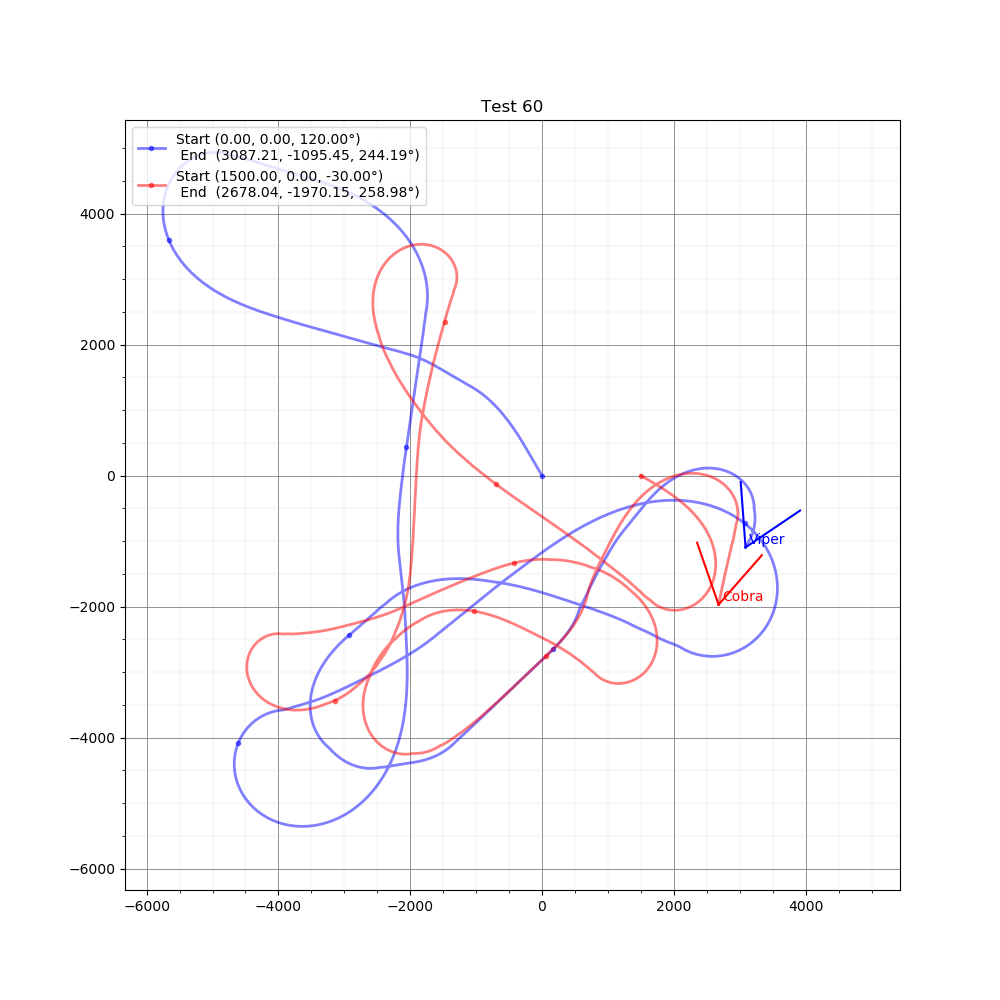 Test 60
Start (0.00, 0.00, 120.00°)
End (3087.21, -1095.45, 244.19°)
Start (1500.00, 0.00, -30.00°)
End (2678.04, -1970.15, 258.98°)
4000
2000
0
−2000
−4000
−6000
Viper
Cobra
−6000 −4000 −2000 0 2000 4000